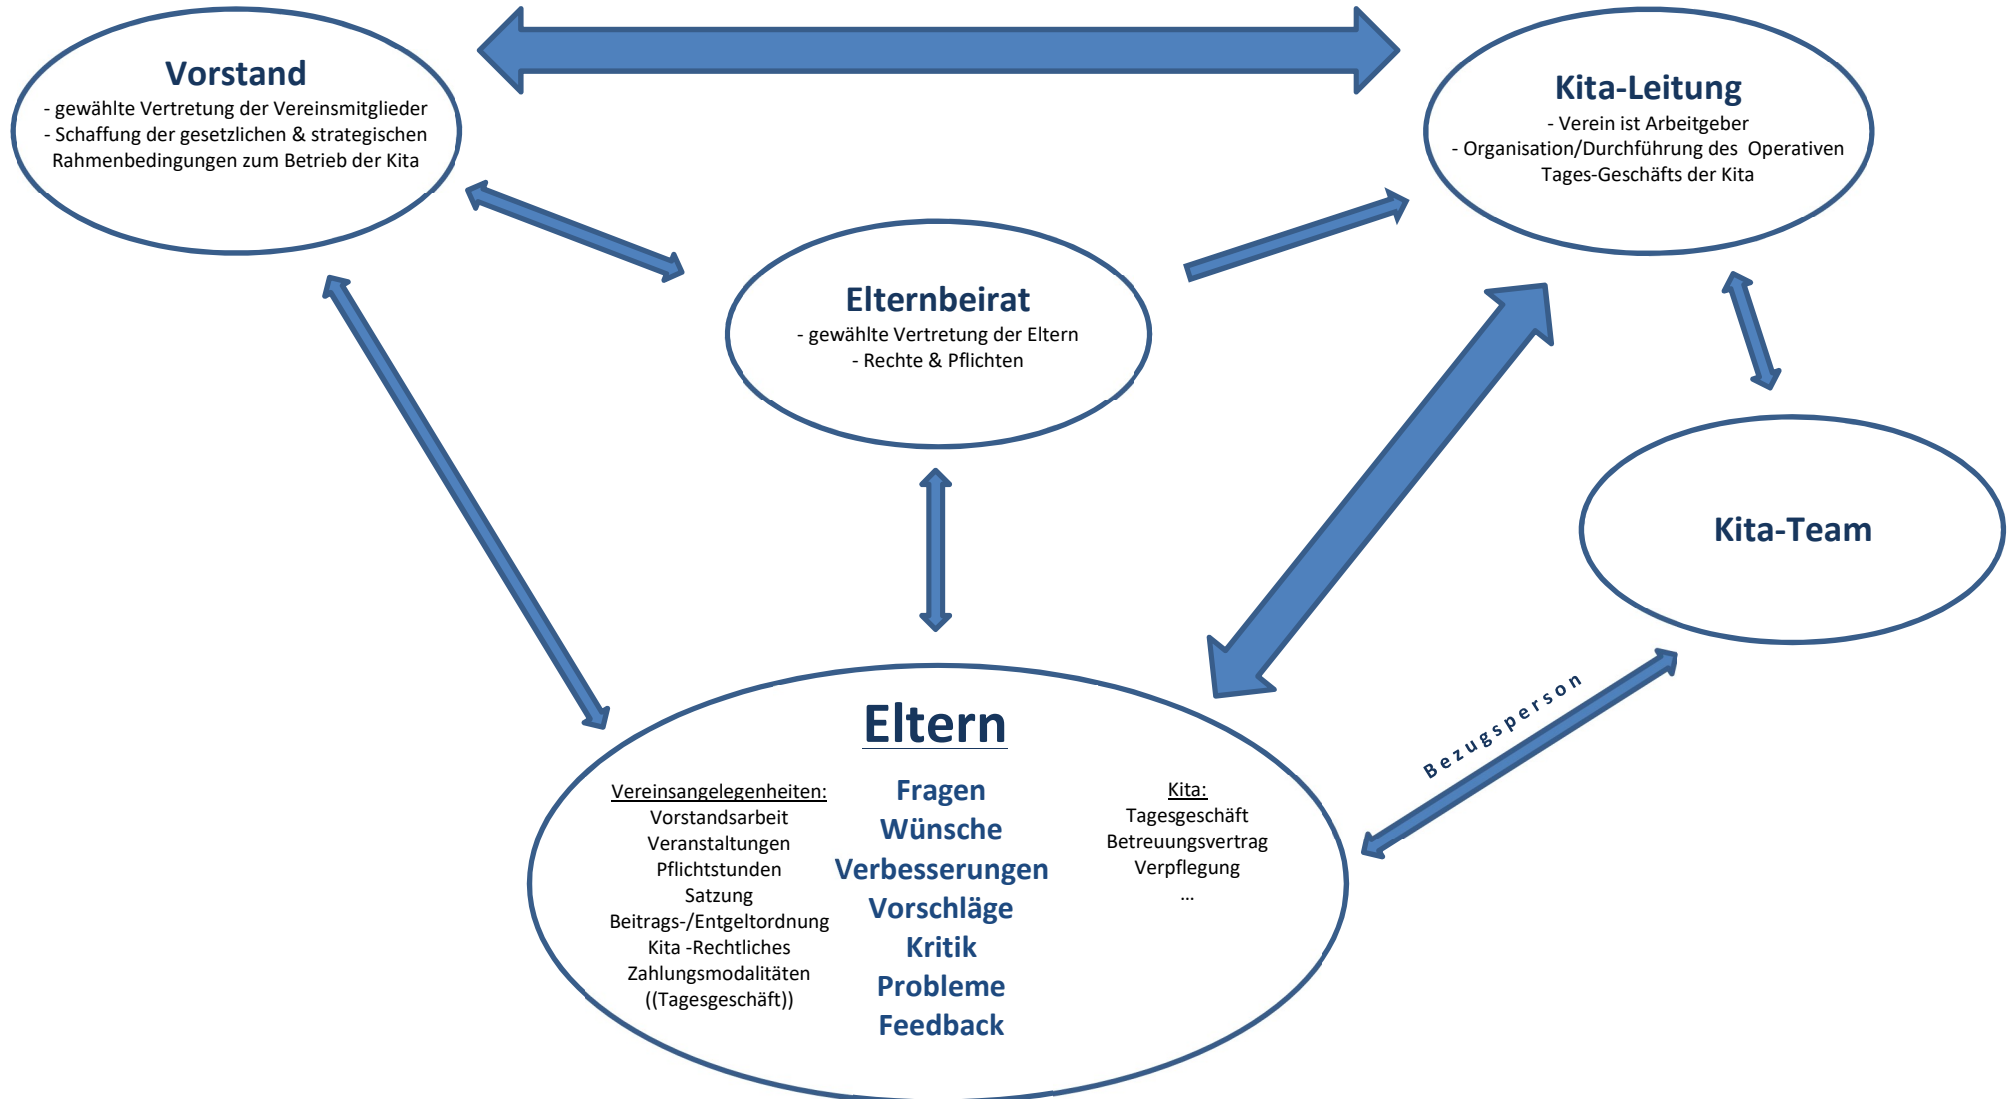 Vorstand
- gewählte Vertretung der Vereinsmitglieder
- Schaffung der gesetzlichen & strategischen
Rahmenbedingungen zum Betrieb der Kita
Kita-Leitung
- Verein ist Arbeitgeber
- Organisation/Durchführung des Operativen
Tages-Geschäfts der Kita
Elternbeirat
- gewählte Vertretung der Eltern
- Rechte & Pflichten
Kita-Team
Bezugsperson
Eltern
Vereinsangelegenheiten:
Vorstandsarbeit
Veranstaltungen
Pflichtstunden
Satzung
Beitrags-/Entgeltordnung
Kita -Rechtliches
Zahlungsmodalitäten
((Tagesgeschäft))
Fragen
Wünsche
Verbesserungen
Vorschläge
Kritik
Probleme
Feedback
Kita:
Tagesgeschäft
Betreuungsvertrag
Verpflegung
...